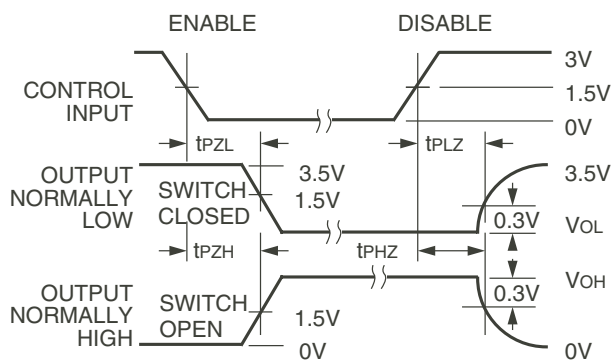 ENABLE
DISABLE
CONTROL
INPUT
3V
1.5V
0V
tPZL
tPLZ
OUTPUT
NORMALLY
LOW
SWITCH
CLOSED
3.5V
1.5V
3.5V
0.3V
VOL
tPZH
tPHZ
OUTPUT
NORMALLY
HIGH
SWITCH
OPEN
1.5V
0V
VOH
0.3V
0V